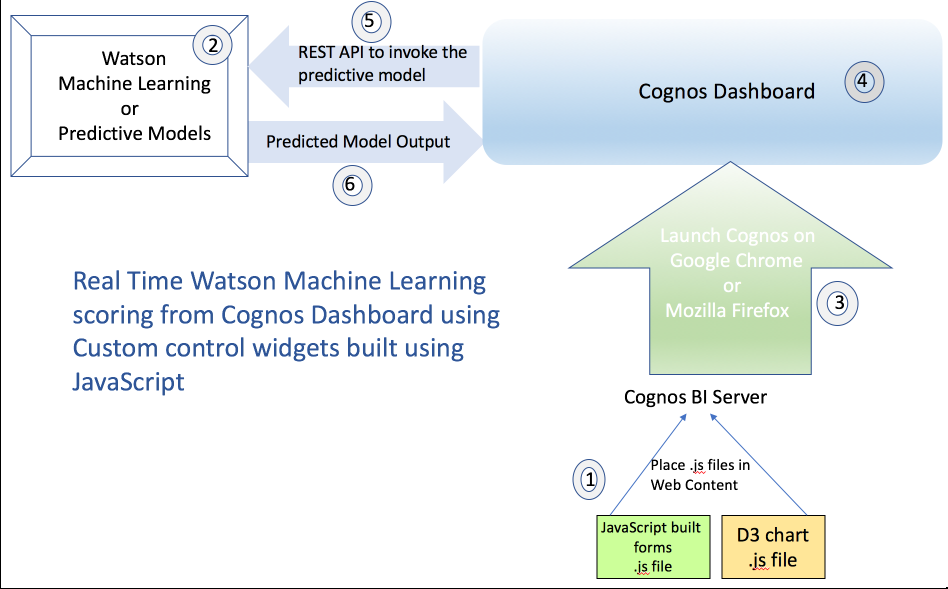 5
2
REST API to invoke the
predictive model
Watson
Machine Learning
or
Predictive Models
4
Cognos Dashboard
Predicted Model Output
6
Launch Cognos on
Google Chrome
or
Mozilla Firefox
3
Real Time Watson Machine Learning
scoring from Cognos Dashboard using
Custom control widgets built using
JavaScript
Cognos BI Server
1
Place .js files in
Web Content
JavaScript built
forms
.js file
D3 chart
.js file